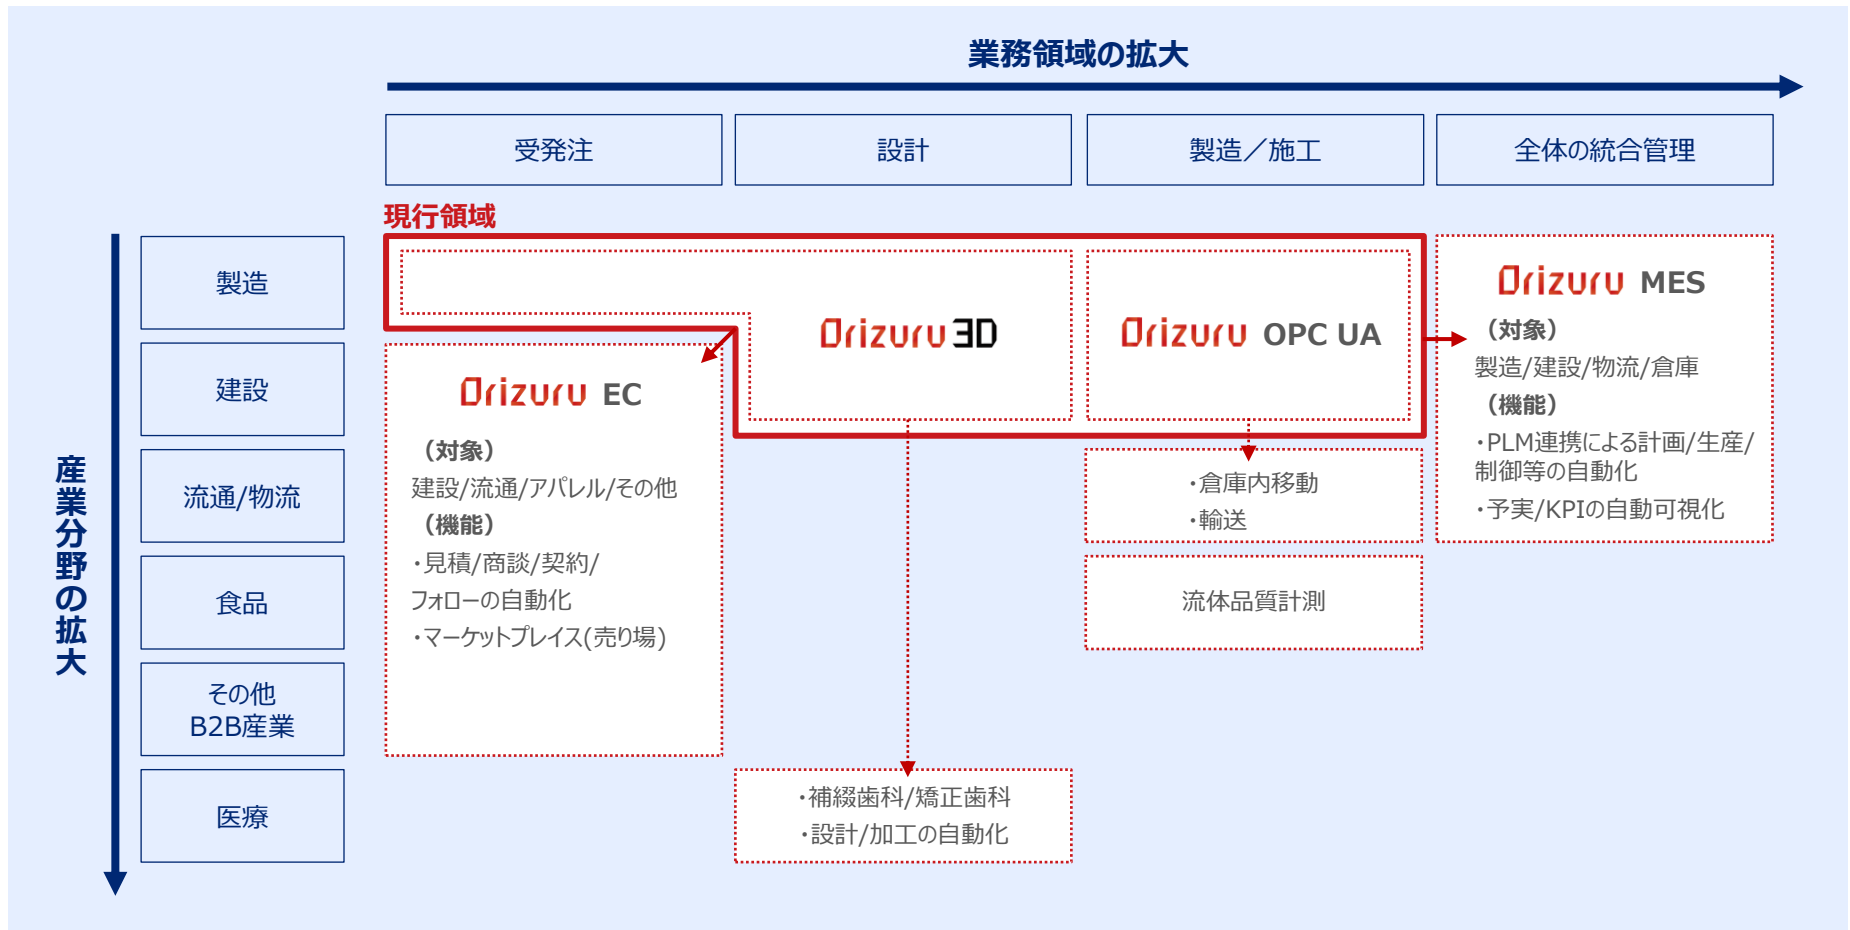 業務領域の拡大
受発注
設計
製造／施工
全体の統合管理
現行領域
産業分野の拡大
製造
建設
流通/物流
食品
その他
B2B産業
医療
Orizuru 3D
Orizuru OPC UA
Orizuru MES
（対象）
製造/建設/物流/倉庫
（機能）
・PLM連携による計画/生産/
制御等の自動化
・予実/KPIの自動可視化
Orizuru EC
（対象）
建設/流通/アパレル/その他
（機能）
・見積/商談/契約/
フォローの自動化
・マーケットプレイス(売り場)
・倉庫内移動
・輸送
流体品質計測
・補綴歯科/矯正歯科
・設計/加工の自動化